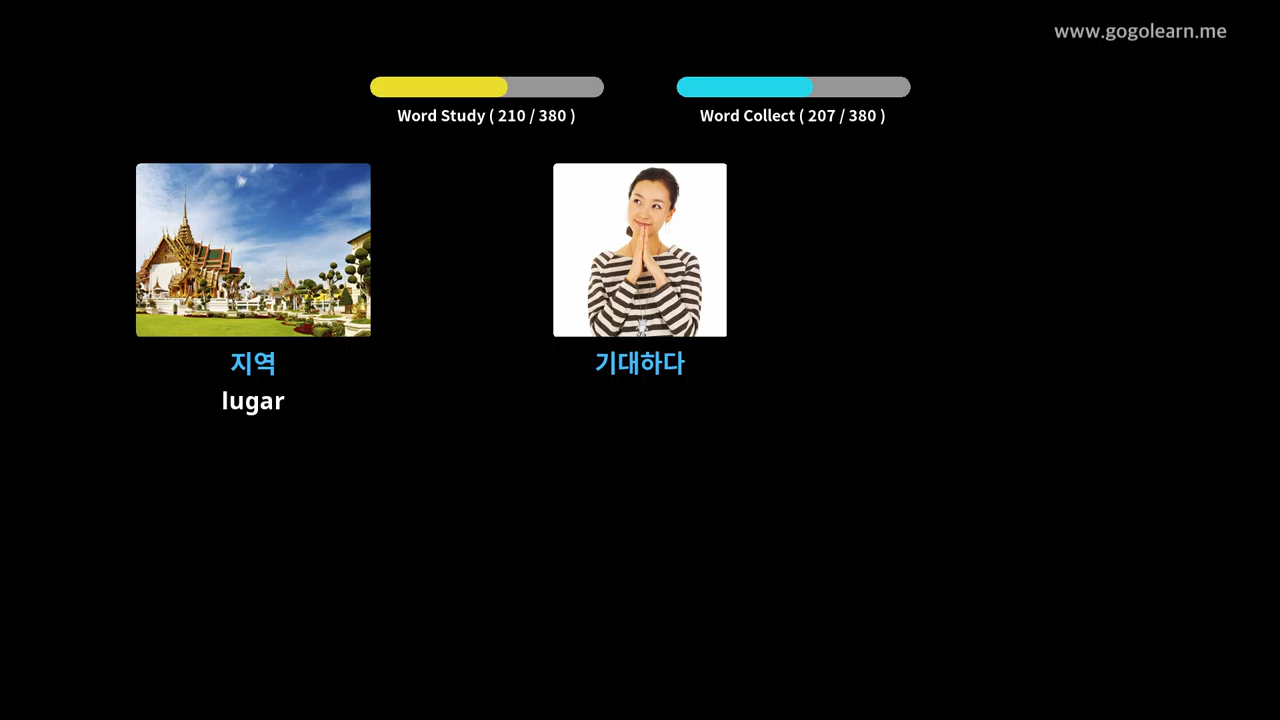 www.gogolearn.me
Word Study ( 210 / 380 )
Word Collect ( 207 / 380 )
지역
lugar
기대하다